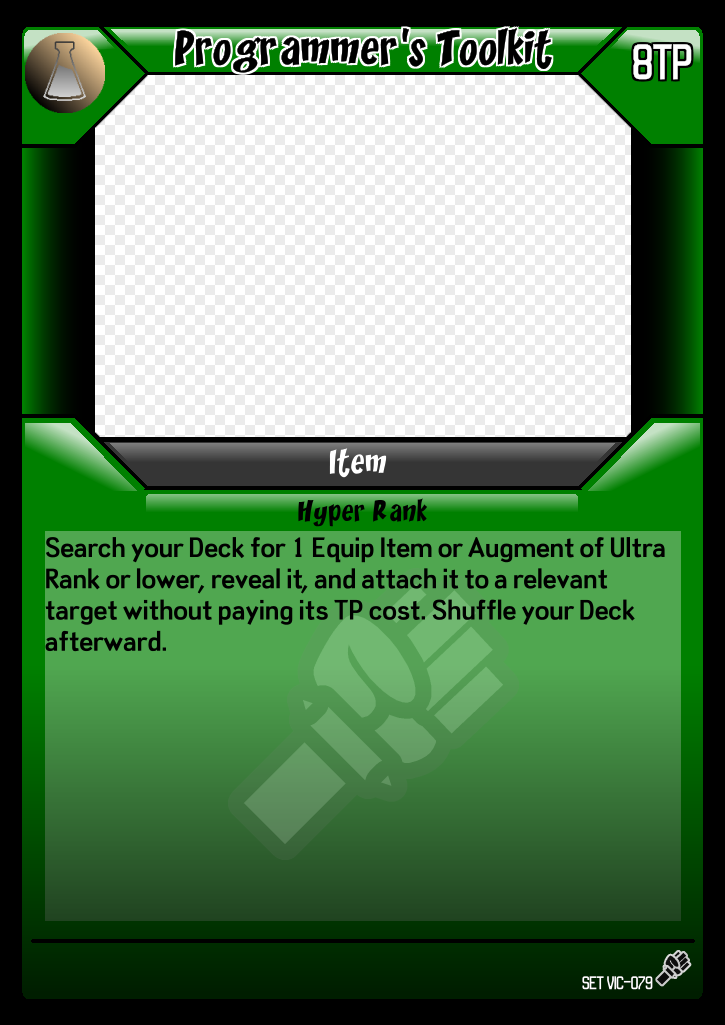 Programmer's Toolkit
8TP
Item
Hyper Rank
Search your Deck for 1 Equip Item or Augment of Ultra
Rank or lower, reveal it, and attach it to a relevant
target without paying its TP cost. Shuffle your Deck
afterward.
SET VIC-079